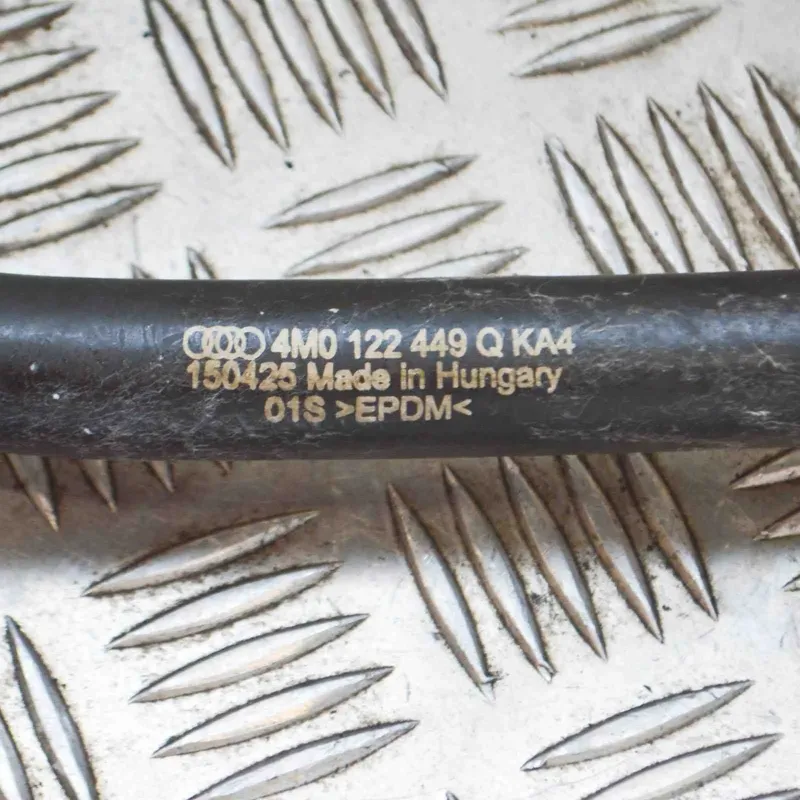 4M0 122 449 Q KA4
150425 Made in Hungary
01S >EPDM<